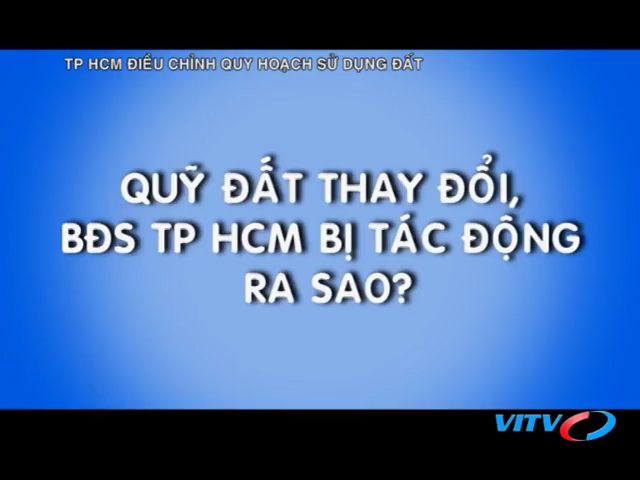 TP HCM ĐIỀU CHỈNH QUY HOẠCH SỬ DỤNG ĐẤT
QUỸ ĐẤT THAY ĐỔI,
BĐS TP HCM BỊ TÁC ĐỘNG
RA SAO?
VITV